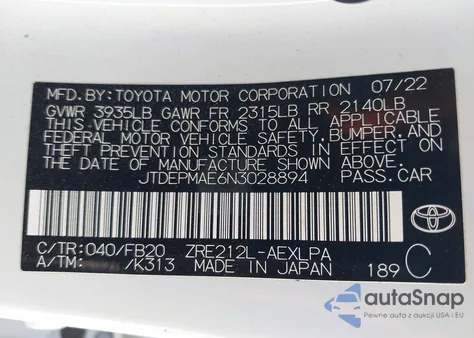 MFD. BY: TOYOTA MOTOR CORPORATION 07/22
GVWR 3935LB GAWR FR 2315LB RR 2140LB
THIS VEHICLE CONFORMS TO ALL APPLICABLE
FEDERAL MOTOR VEHICLE SAFETY, BUMPER, AND
THEFT PREVENTION STANDARDS IN EFFECT ON
THE DATE OF MANUFACTURE SHOWN ABOVE.
JTDEPMAE6N3028894 PASS. CAR
C/TR: 040/FB20 ZRE212L-AEXLPA
A/TM: /K313 MADE IN JAPAN 189 C
TOYOTA
autoSnap
Pewne auta z USA i EU